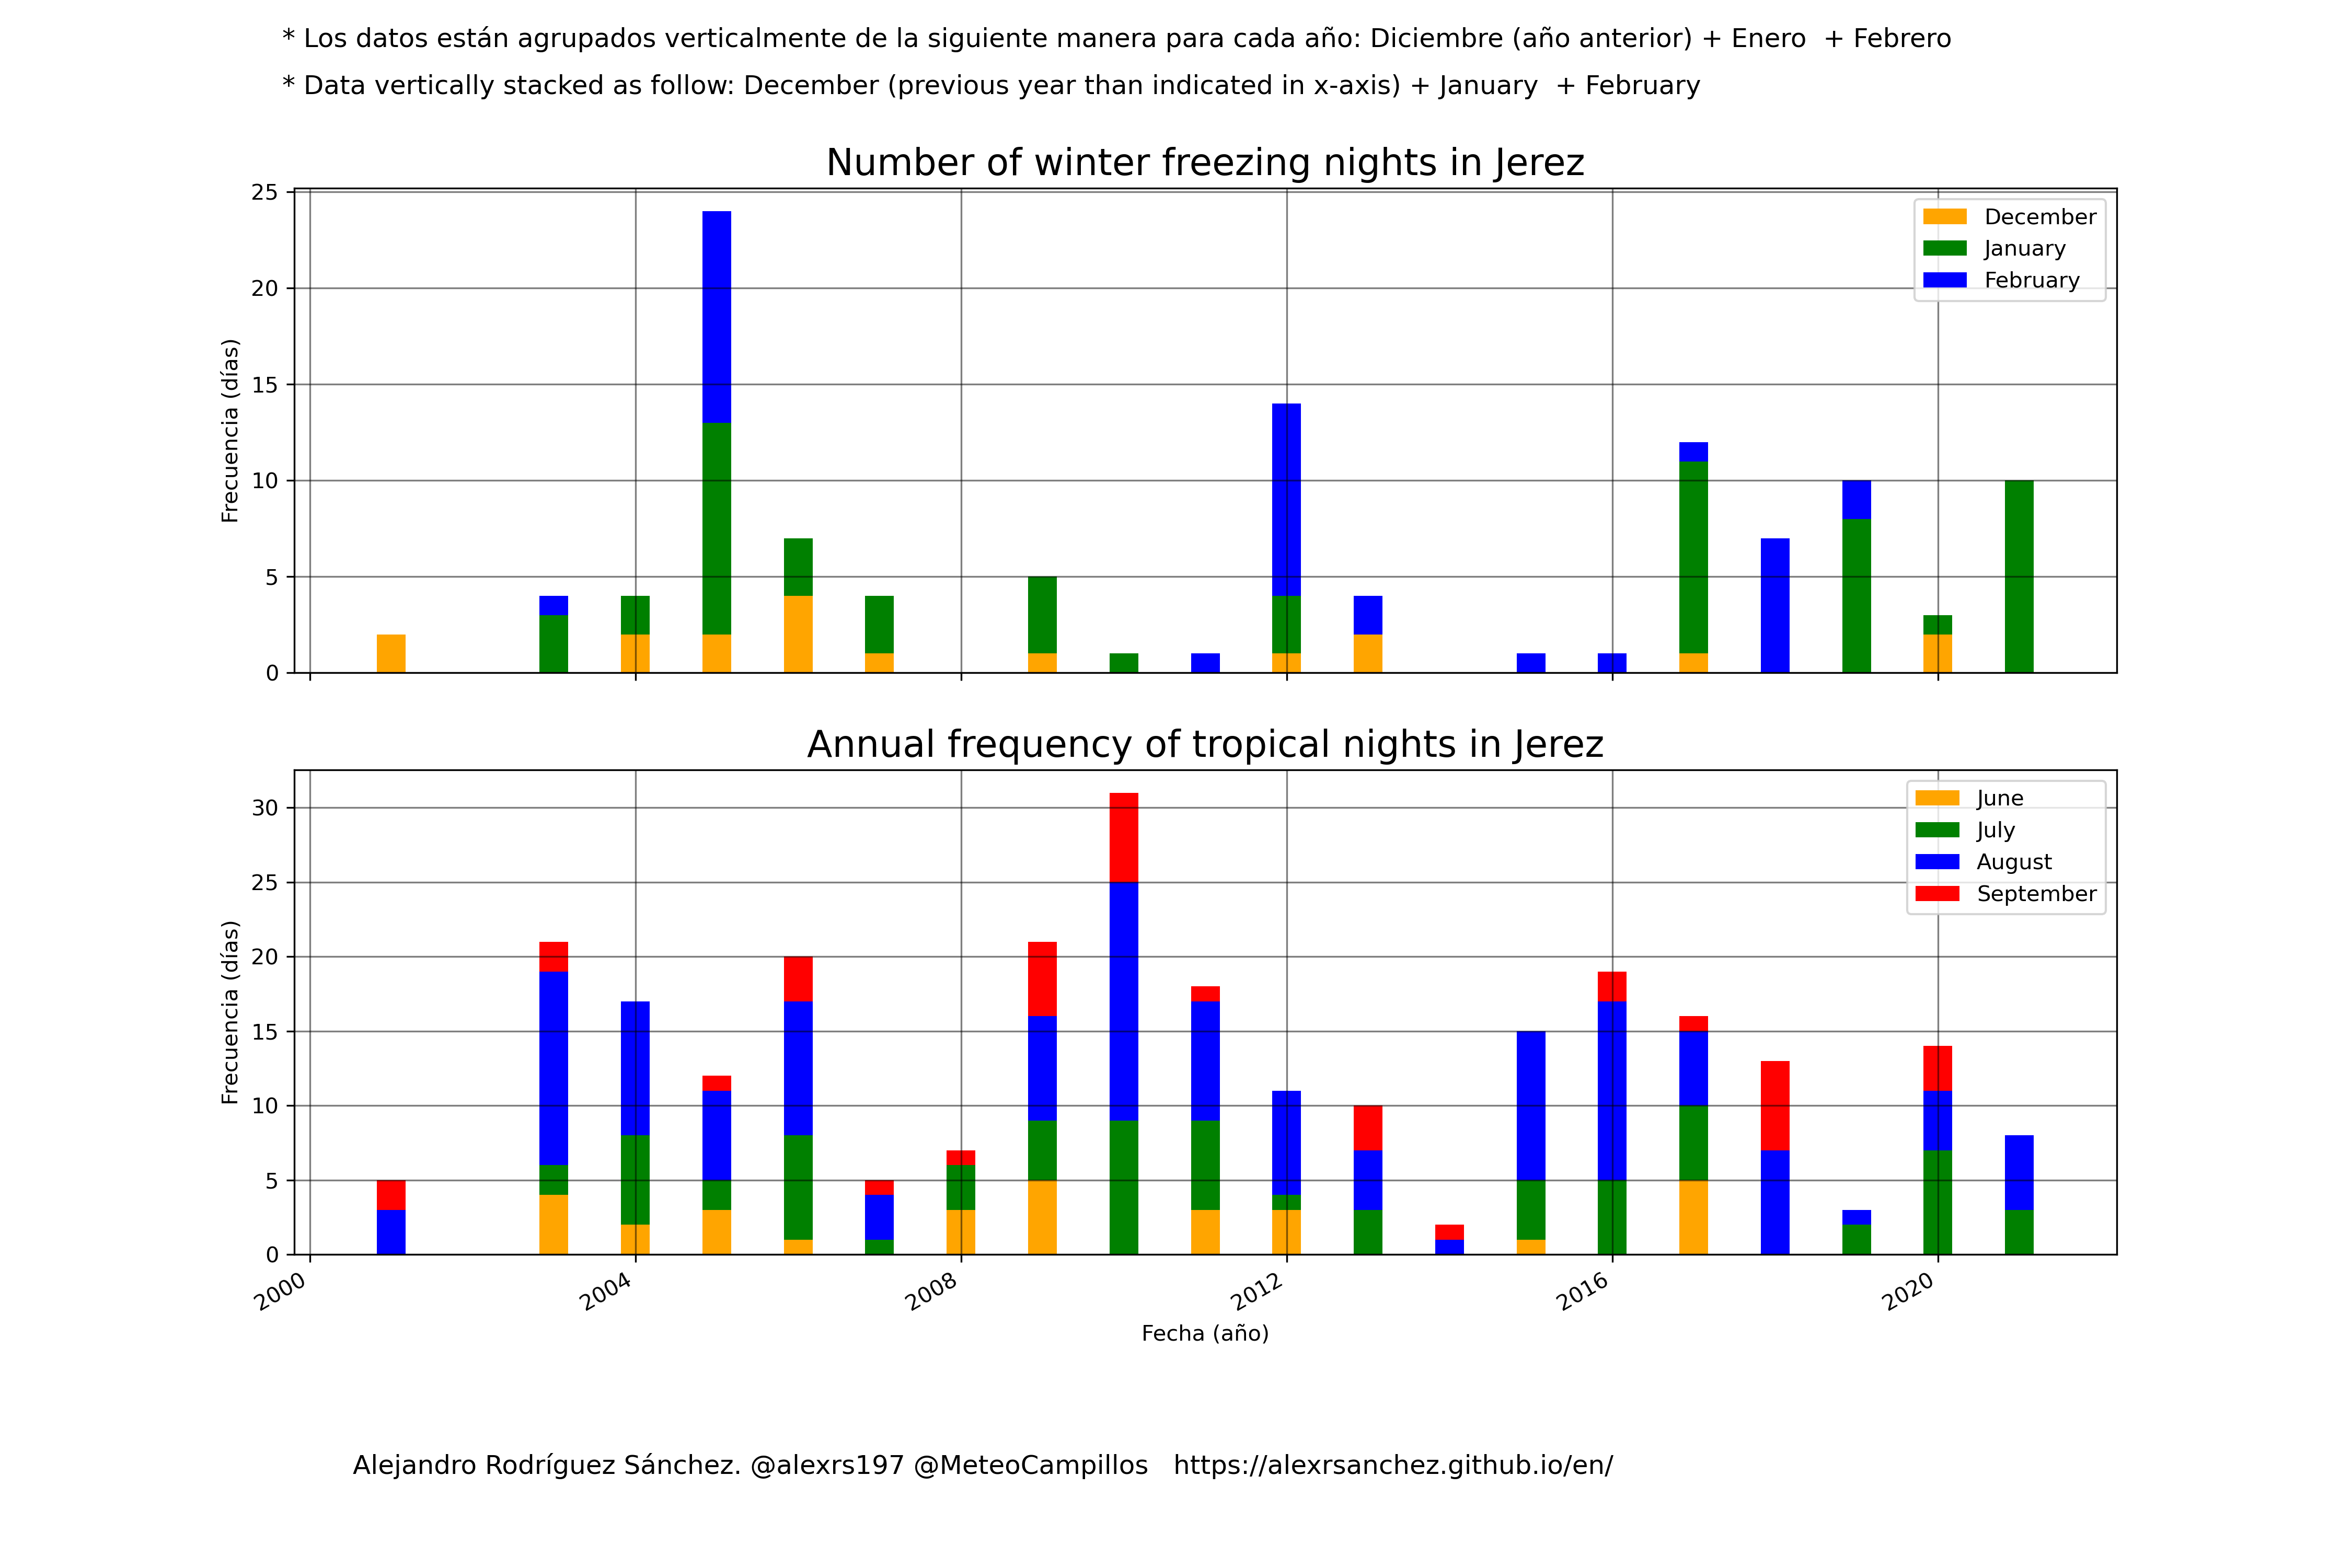 * Los datos están agrupados verticalmente de la siguiente manera para cada año: Diciembre (año anterior) + Enero  + Febrero
* Data vertically stacked as follow: December (previous year than indicated in x-axis) + January  + February
Number of winter freezing nights in Jerez
25
20
15
10
5
0
Frecuencia (días)
December
January
February
Annual frequency of tropical nights in Jerez
30
25
20
15
10
5
0
Frecuencia (días)
June
July
August
September
2000
2004
2008
2012
2016
2020
Fecha (año)
Alejandro Rodríguez Sánchez. @alexrs197 @MeteoCampillos   https://alexrsanchez.github.io/en/